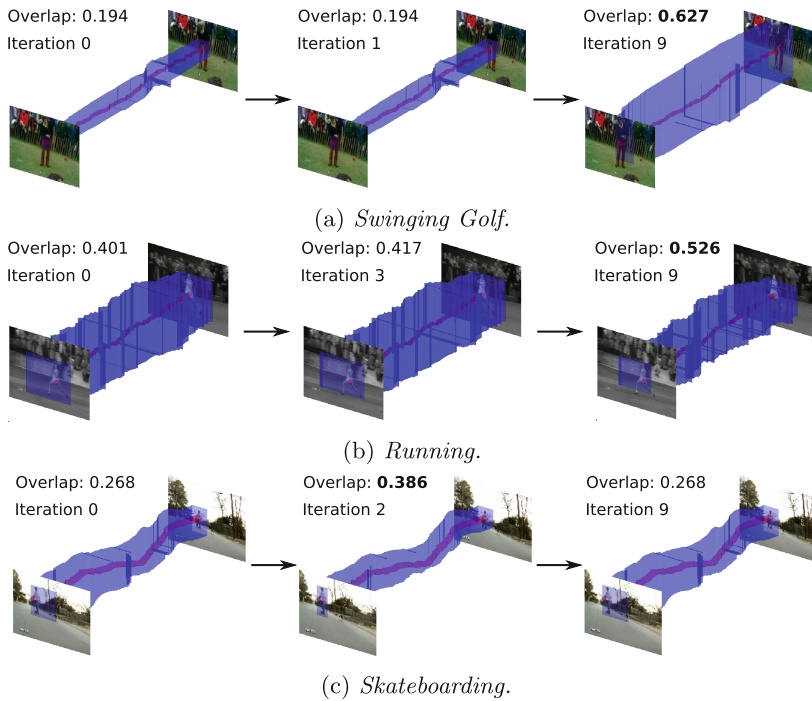 Overlap: 0.194 Overlap: 0.194 Overlap: 0.627
Iteration 0 Iteration 1 Iteration 9
(a) Swinging Golf.
Overlap: 0.401 Overlap: 0.417 Overlap: 0.526
Iteration 0 Iteration 3 Iteration 9
(b) Running.
Overlap: 0.268 Overlap: 0.386 Overlap: 0.268
Iteration 0 Iteration 2 Iteration 9
(c) Skateboarding.